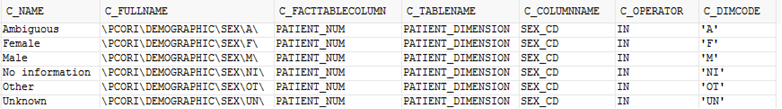 C_NAME C_FULLNAME C_FACTTABLECOLUMN C_TABLENAME C_COLUMNNAME C_OPERATOR C_DIMCODE
Ambiguous \PCORI\DEMOGRAPHIC\SEX\A\ PATIENT_NUM PATIENT_DIMENSION SEX_CD IN 'A'
Female \PCORI\DEMOGRAPHIC\SEX\F\ PATIENT_NUM PATIENT_DIMENSION SEX_CD IN 'F'
Male \PCORI\DEMOGRAPHIC\SEX\M\ PATIENT_NUM PATIENT_DIMENSION SEX_CD IN 'M'
No information \PCORI\DEMOGRAPHIC\SEX\NI\ PATIENT_NUM PATIENT_DIMENSION SEX_CD IN 'NI'
Other \PCORI\DEMOGRAPHIC\SEX\OT\ PATIENT_NUM PATIENT_DIMENSION SEX_CD IN 'OT'
Unknown \PCORI\DEMOGRAPHIC\SEX\UN\ PATIENT_NUM PATIENT_DIMENSION SEX_CD IN 'UN'